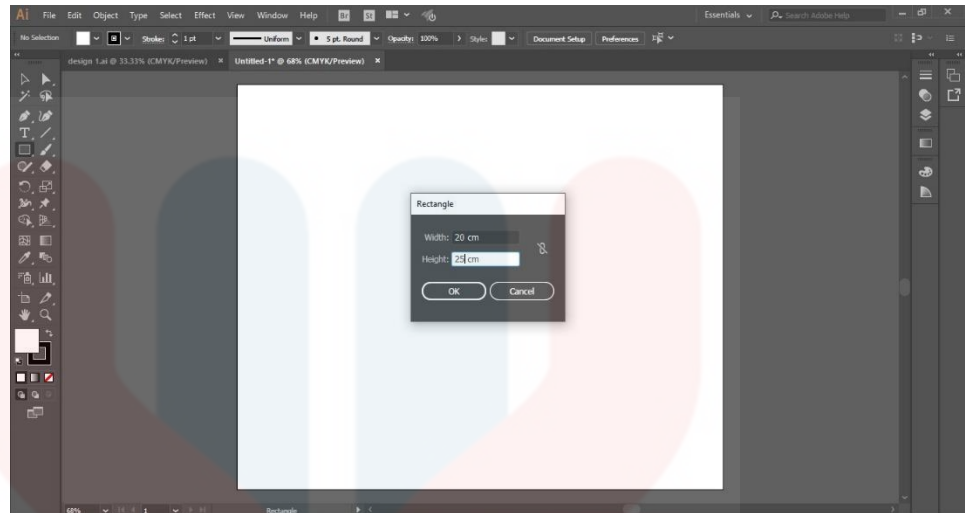 Ai File Edit Object Type Select Effect View Window Help Br St Essentials Search Adobe Help
No Selection Stroke: 1 pt Uniform 5 pt. Round Opacity: 100% Style: Document Setup Preferences
design 1.ai @ 33.33% (CMYK/Preview) × Untitled-1* @ 68% (CMYK/Preview) ×
Rectangle
Width: 20 cm
Height: 25 cm
OK Cancel
68% 1 Rectangle